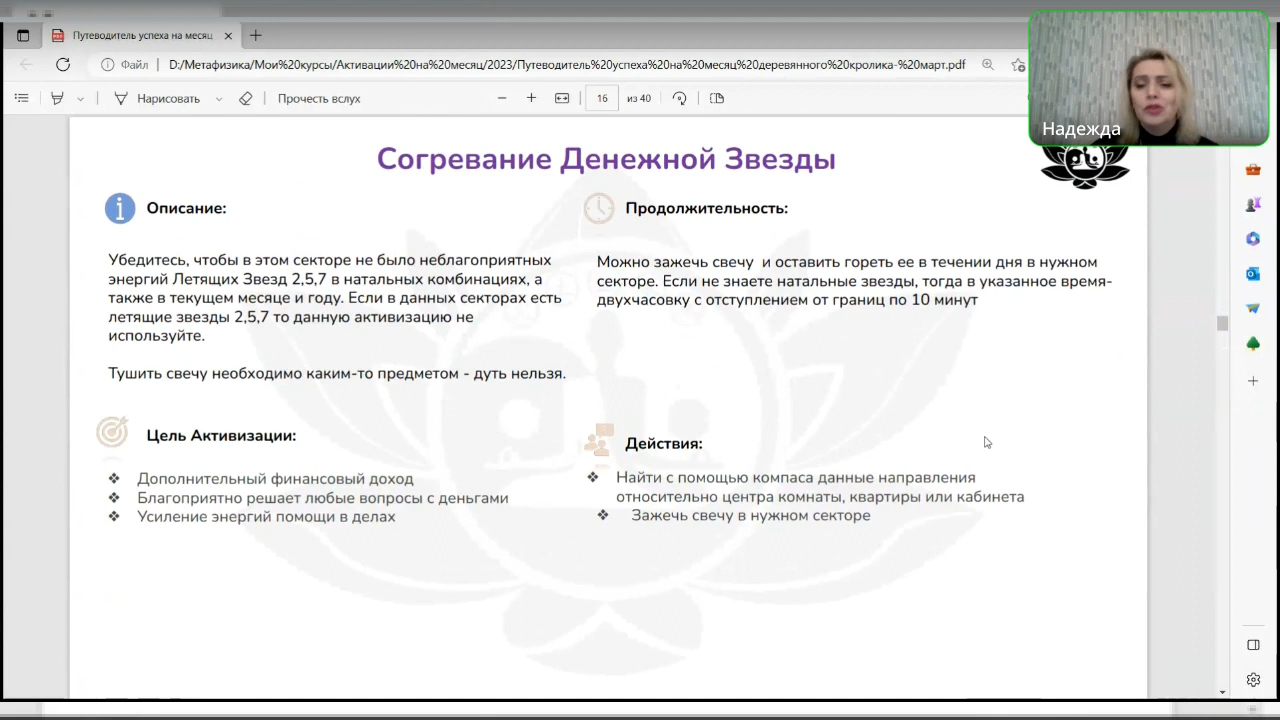 Путеводитель успеха на месяц
Файл
D:/Метафизика/Мои%20курсы/Активации%20на%20месяц/2023/Путеводитель%20успеха%20на%20месяц%20деревянного%20кролика-%20март.pdf
Рисовать
Прочесть вслух
16
из 40
Надежда
Согревание Денежной Звезды
Описание:
Убедитесь, чтобы в этом секторе не было неблагоприятных
энергий Летящих Звезд 2,5,7 в натальных комбинациях, а
также в текущем месяце и году. Если в данных секторах есть
летящие звезды 2,5,7 то данную активизацию не
используйте.
Тушить свечу необходимо каким-то предметом - дуть нельзя.
Продолжительность:
Можно зажечь свечу и оставить гореть ее в течении дня в нужном
секторе. Если не знаете натальные звезды, тогда в указанное время-
двухчасовку с отступлением от границ по 10 минут
Цель Активизации:
❖ Дополнительный финансовый доход
❖ Благоприятно решает любые вопросы с деньгами
❖ Усиление энергий помощи в делах
Действия:
❖ Найти с помощью компаса данные направления
относительно центра комнаты, квартиры или кабинета
❖ Зажечь свечу в нужном секторе